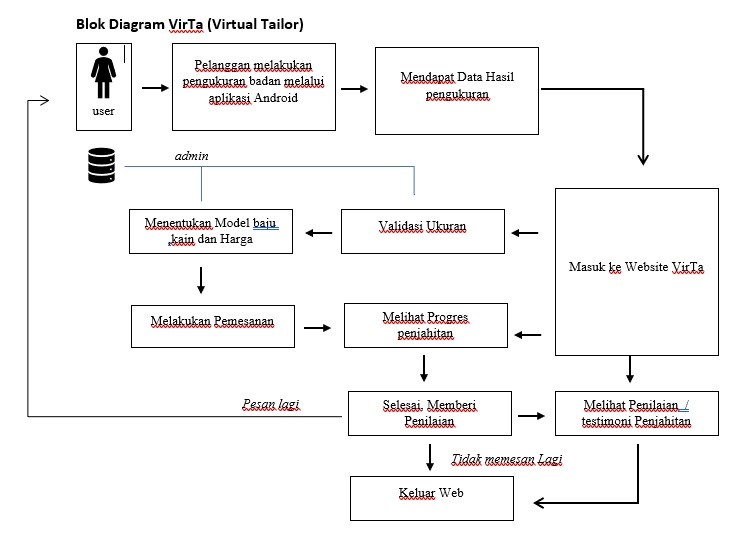 Blok Diagram VirTa (Virtual Tailor)
user
Pelanggan melakukan
pengukuran badan melalui
aplikasi Android
Mendapat Data Hasil
pengukuran
admin
Menentukan Model baju
,kain dan Harga
Validasi Ukuran
Masuk ke Website VirTa
Melakukan Pemesanan
Melihat Progres
penjahitan
Pesan lagi
Selesai, Memberi
Penilaian
Melihat Penilaian /
testimoni Penjahitan
Tidak memesan Lagi
Keluar Web